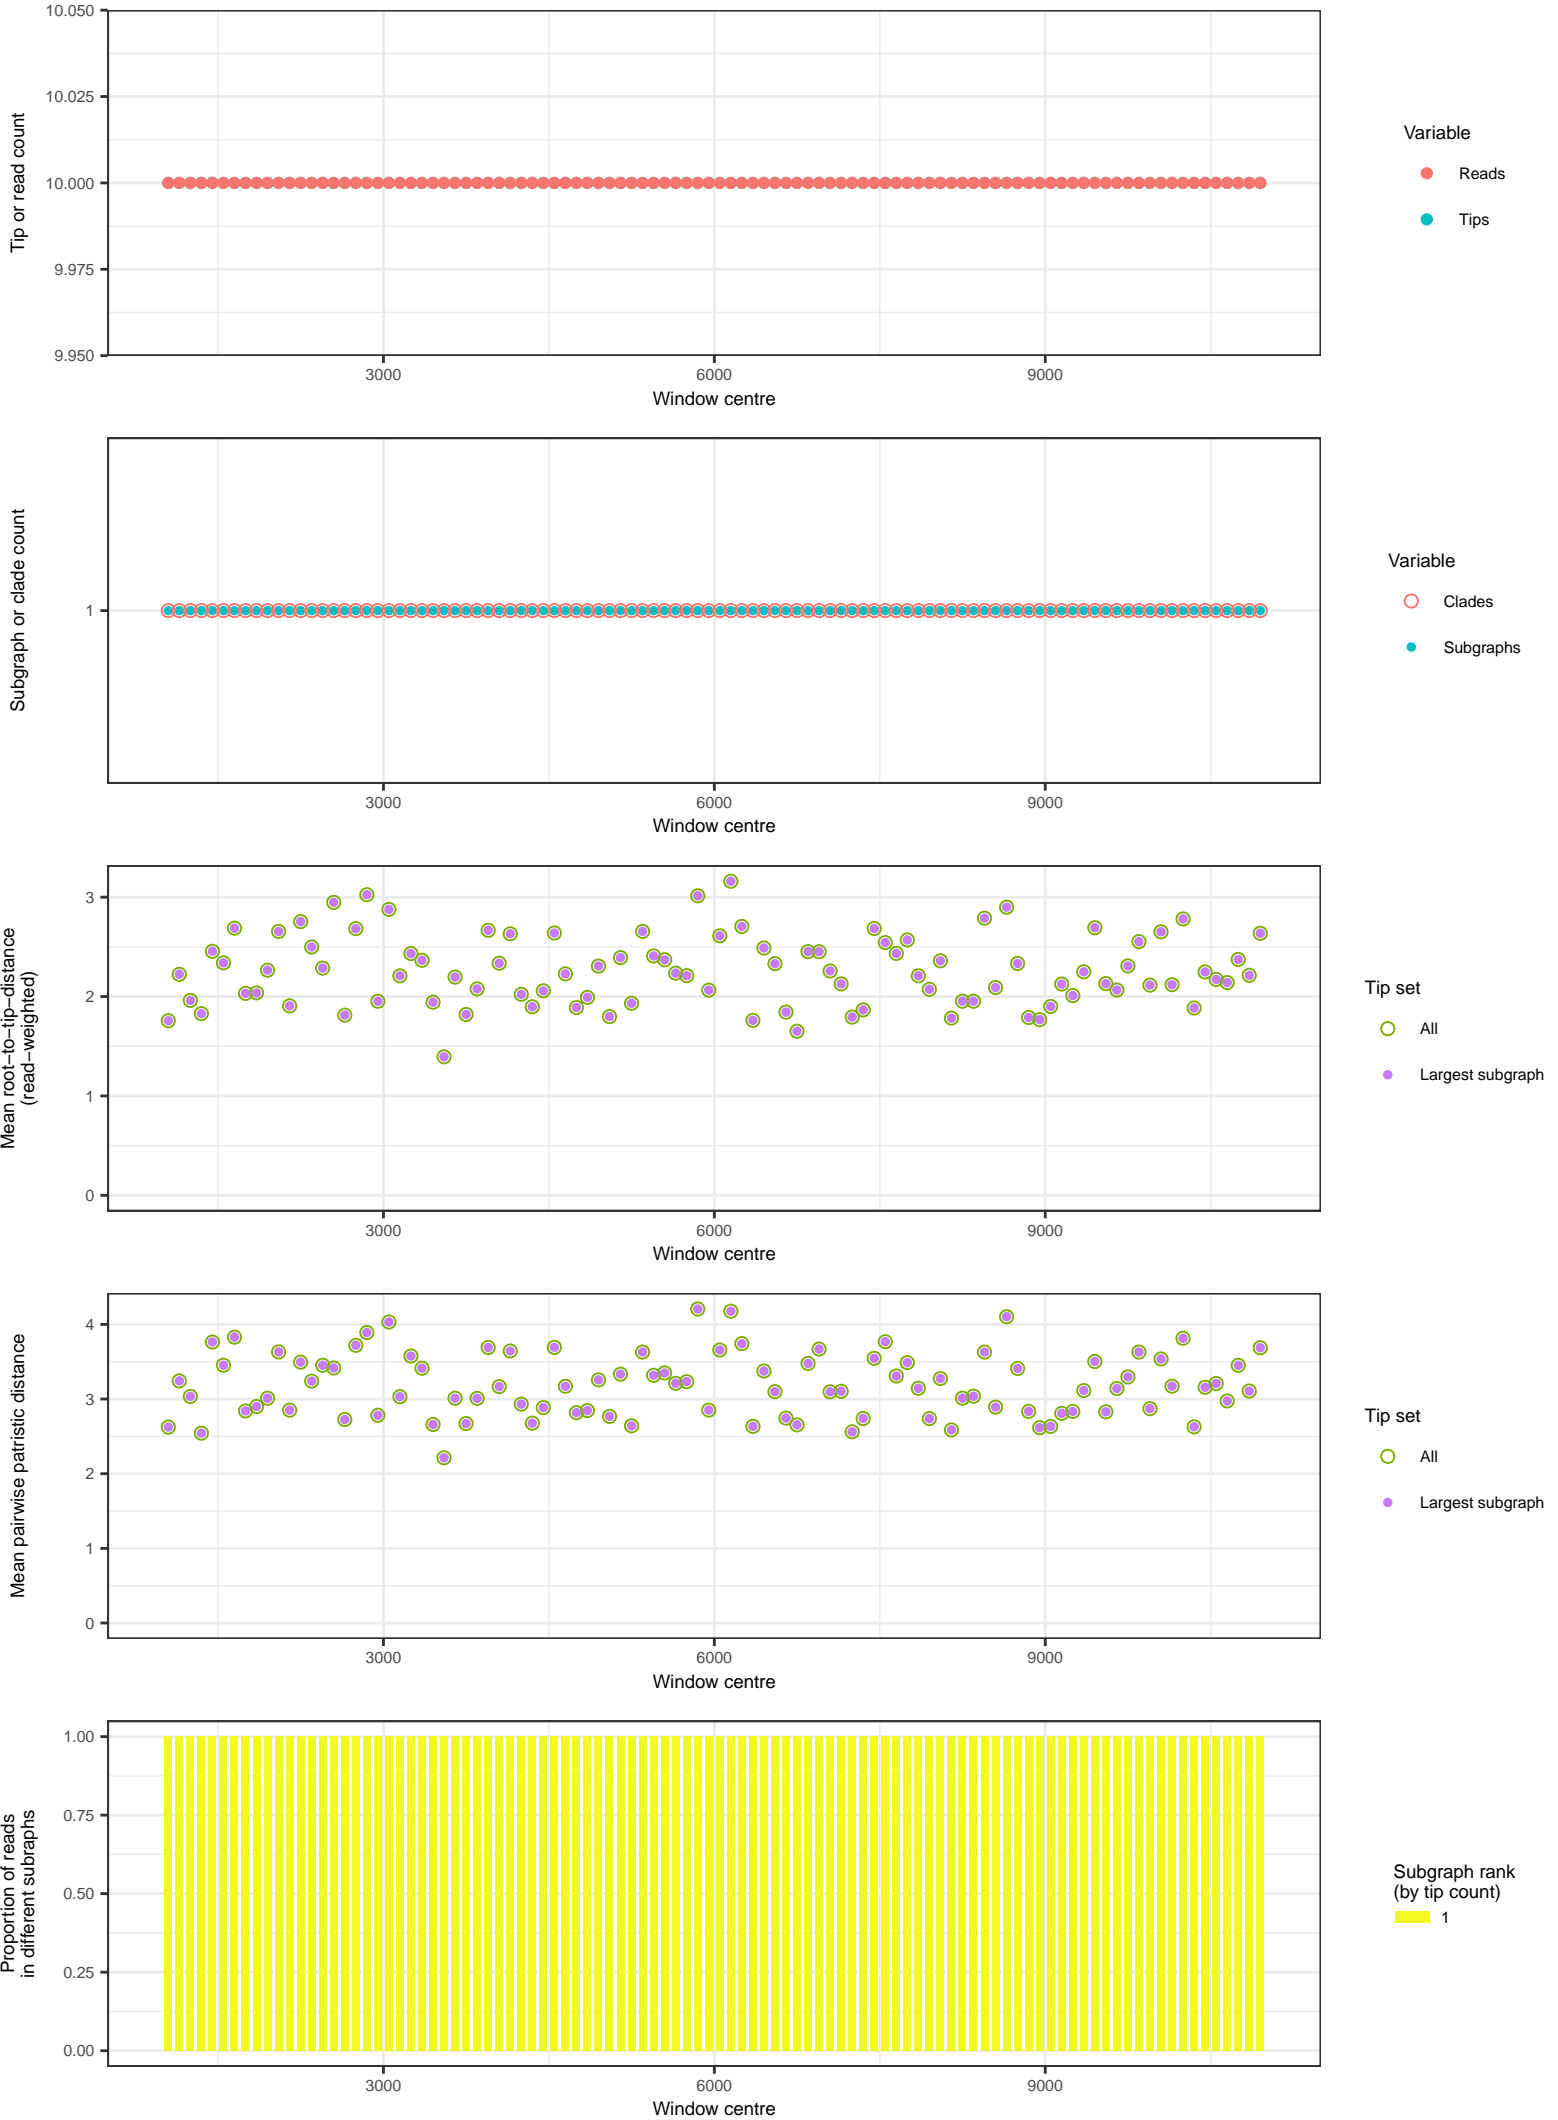 10.050
10.025
10.000
9.975
9.950
Tip or read count
3000
6000
9000
Window centre
Variable
Reads
Tips
1
Subgraph or clade count
3000
6000
9000
Window centre
Variable
Clades
Subgraphs
3
2
1
0
Mean root−to−tip−distance
(read−weighted)
3000
6000
9000
Window centre
Tip set
All
Largest subgraph
4
3
2
1
0
Mean pairwise patristic distance
3000
6000
9000
Window centre
Tip set
All
Largest subgraph
1.00
0.75
0.50
0.25
0.00
Proportion of reads
in different subraphs
3000
6000
9000
Window centre
Subgraph rank
(by tip count)
1